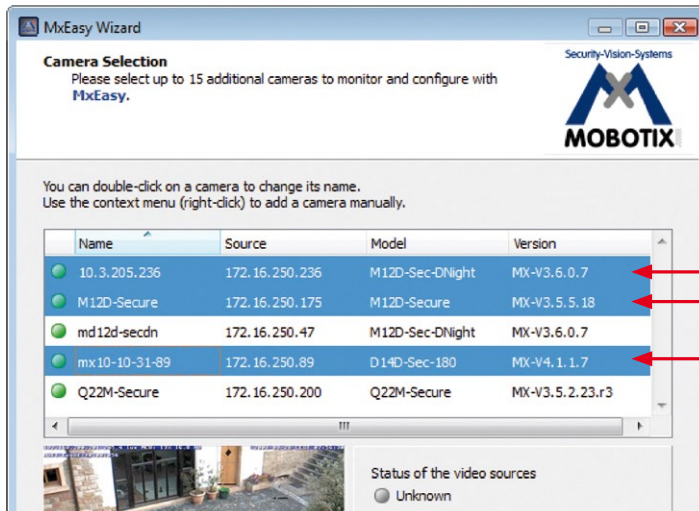 MxEasy Wizard
Camera Selection
Please select up to 15 additional cameras to monitor and configure with
MxEasy.
Security-Vision-Systems
MOBOTIX
You can double-click on a camera to change its name.
Use the context menu (right-click) to add a camera manually.
Name Source Model Version
10.3.205.236 172.16.250.236 M12D-Sec-DNight MX-V3.6.0.7
M12D-Secure 172.16.250.175 M12D-Secure MX-V3.5.5.18
md12d-secdn 172.16.250.47 M12D-Sec-DNight MX-V3.6.0.7
mx10-10-31-89 172.16.250.89 D14D-Sec-180 MX-V4.1.1.7
Q22M-Secure 172.16.250.200 Q22M-Secure MX-V3.5.2.23.r3
Status of the video sources
Unknown